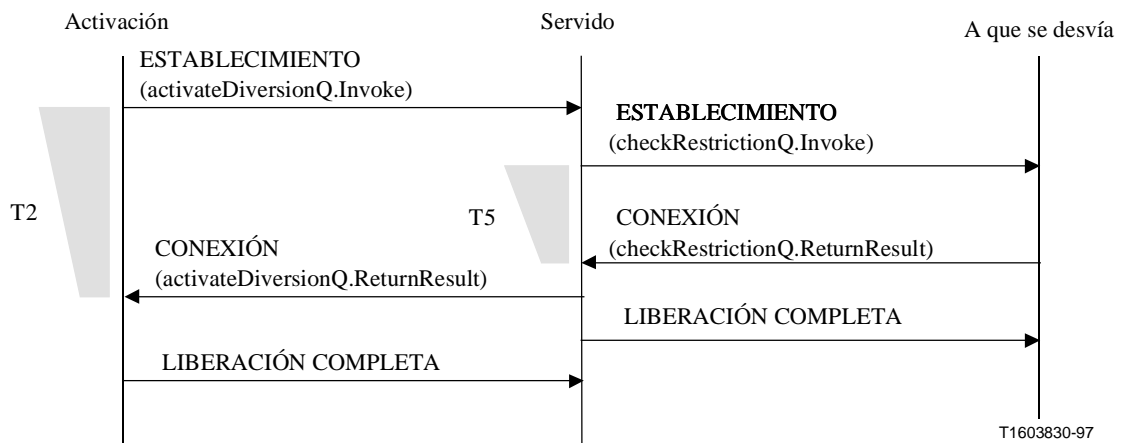 Activación
Servido
A que se desvía
ESTABLECIMIENTO
(activateDiversionQ.Invoke)
ESTABLECIMIENTO
(checkRestrictionQ.Invoke)
T2
T5
CONEXIÓN
(checkRestrictionQ.ReturnResult)
CONEXIÓN
(activateDiversionQ.ReturnResult)
LIBERACIÓN COMPLETA
LIBERACIÓN COMPLETA
T1603830-97